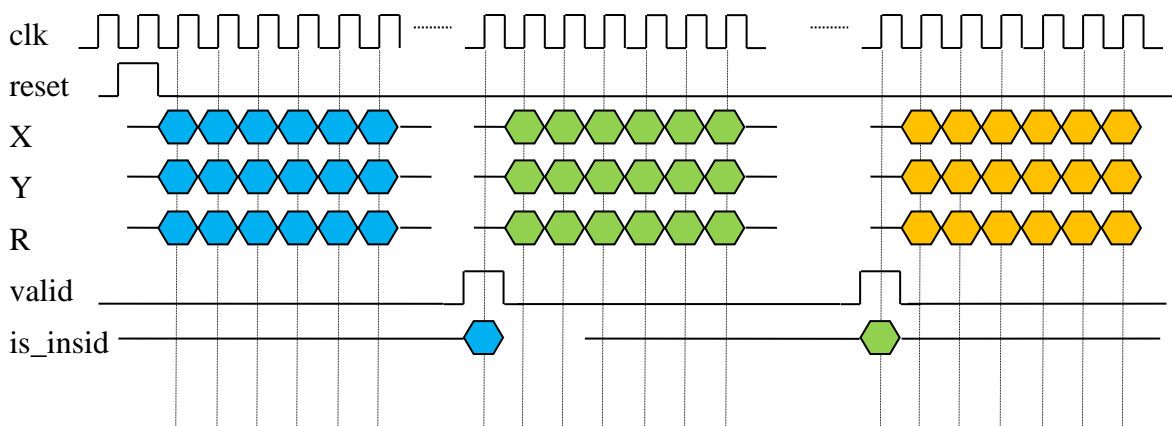 clk
reset
X
Y
R
valid
is_insid